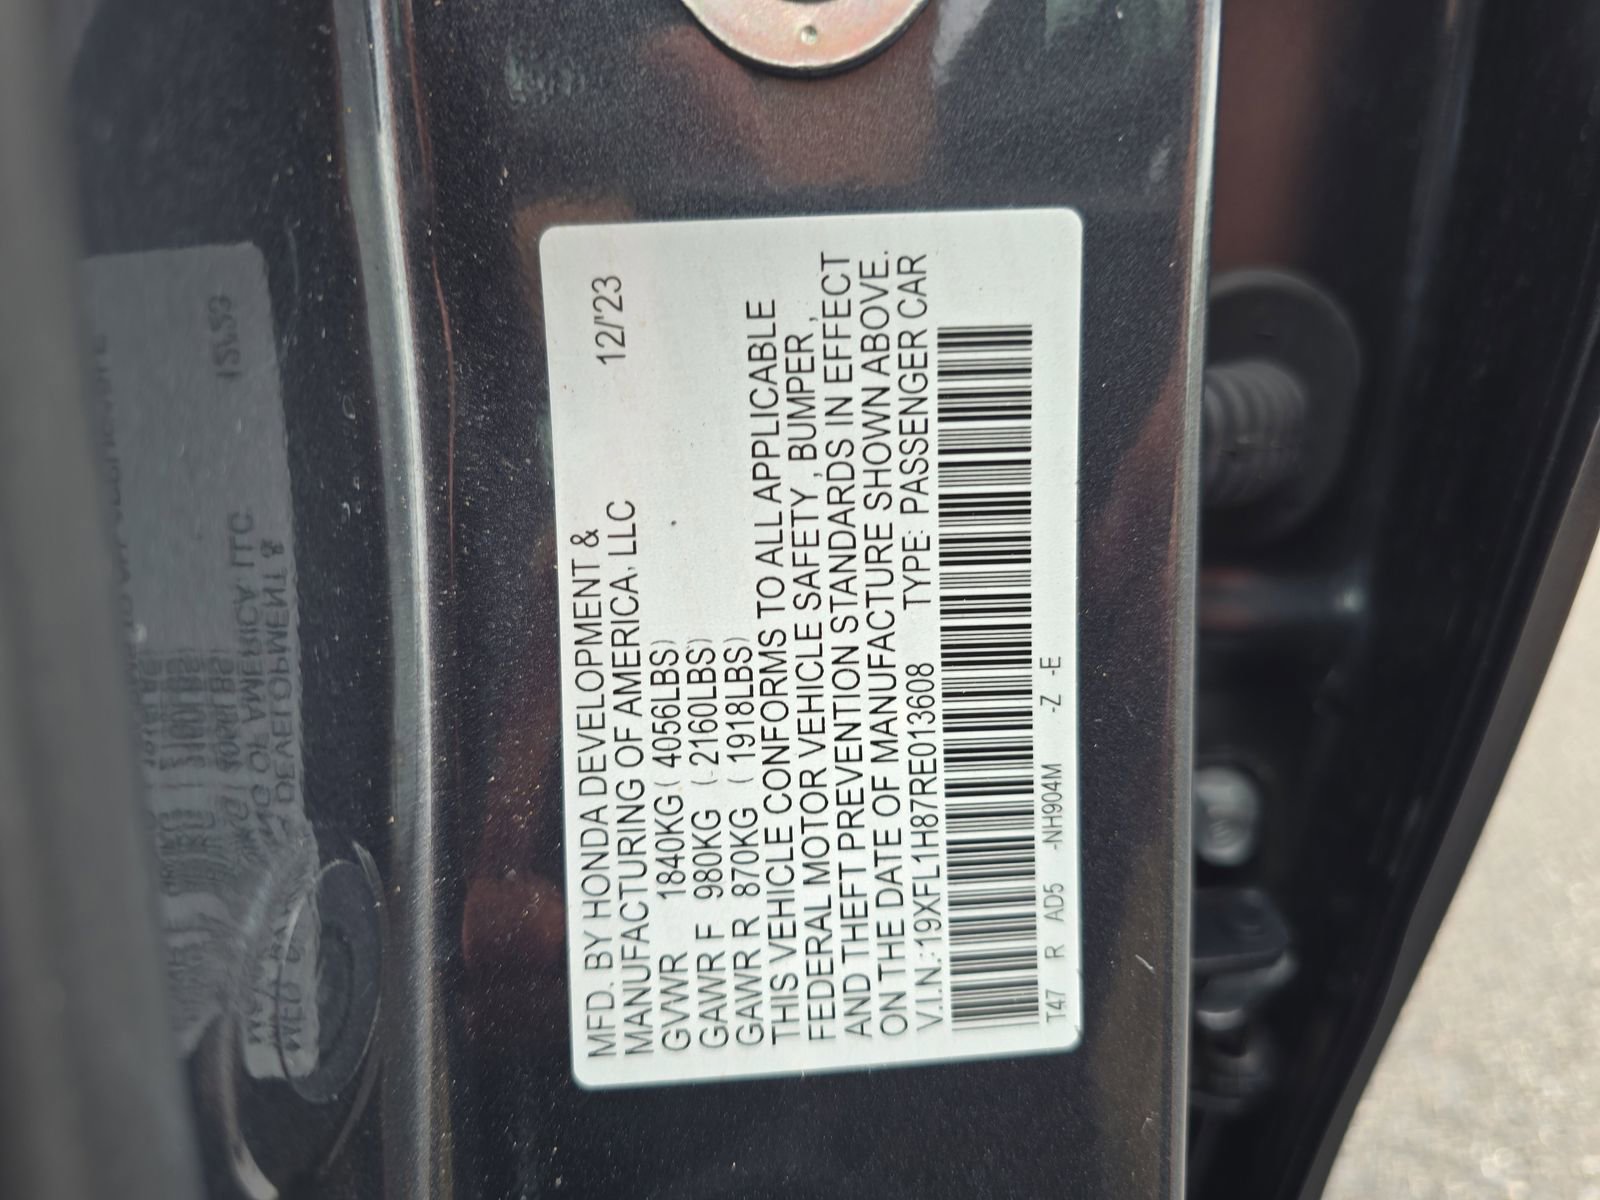 MFD. BY HONDA DEVELOPMENT &
MANUFACTURING OF AMERICA, LLC 12/'23
GVWR 1840KG ( 4056LBS)
GAWR F 980KG ( 2160LBS)
GAWR R 870KG ( 1918LBS)
THIS VEHICLE CONFORMS TO ALL APPLICABLE
FEDERAL MOTOR VEHICLE SAFETY , BUMPER ,
AND THEFT PREVENTION STANDARDS IN EFFECT
ON THE DATE OF MANUFACTURE SHOWN ABOVE.
V.I.N.: 19XFL1H87RE013608 TYPE: PASSENGER CAR
T47 R AD5 -NH904M -Z -E